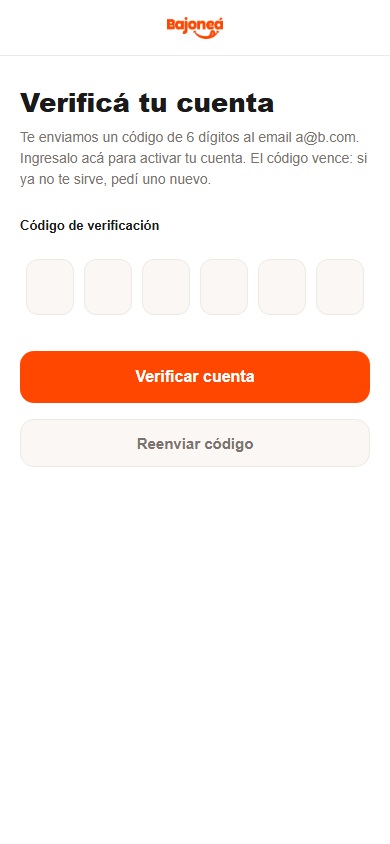 Bajoneá
Verificá tu cuenta
Te enviamos un código de 6 dígitos al email a@b.com.
Ingresalo acá para activar tu cuenta. El código vence: si
ya no te sirve, pedí uno nuevo.
Código de verificación
Verificar cuenta
Reenviar código